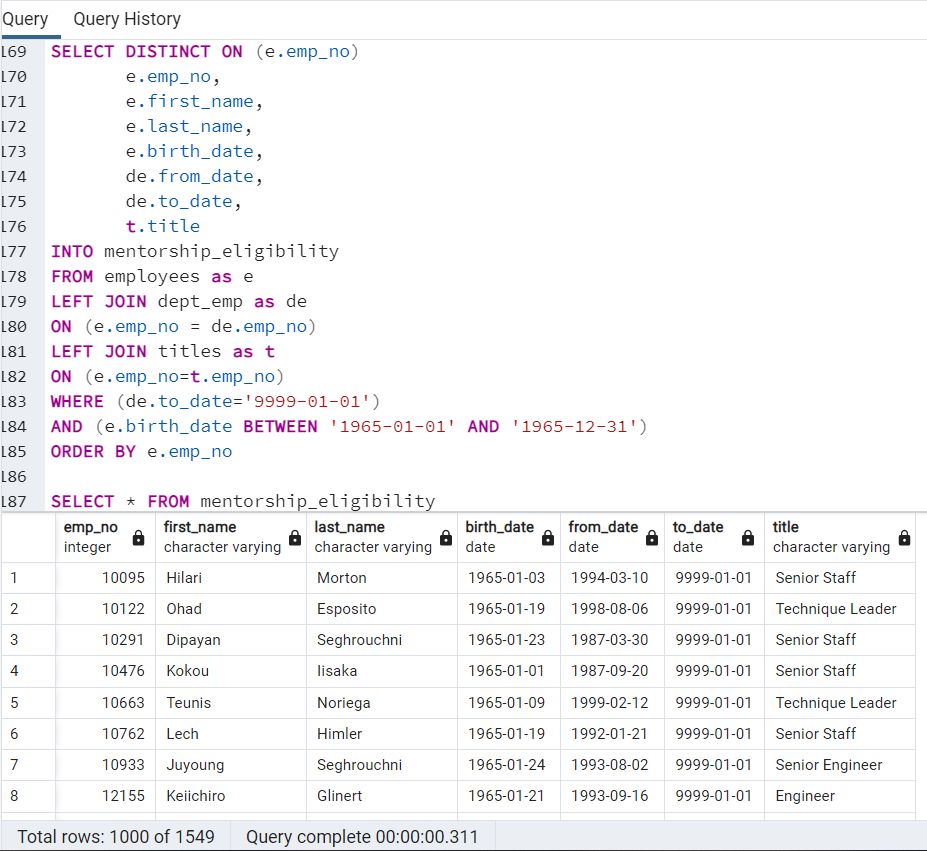 Query Query History
169 SELECT DISTINCT ON (e.emp_no)
170 e.emp_no,
171 e.first_name,
172 e.last_name,
173 e.birth_date,
174 de.from_date,
175 de.to_date,
176 t.title
177 INTO mentorship_eligibility
178 FROM employees as e
179 LEFT JOIN dept_emp as de
180 ON (e.emp_no = de.emp_no)
181 LEFT JOIN titles as t
182 ON (e.emp_no=t.emp_no)
183 WHERE (de.to_date='9999-01-01')
184 AND (e.birth_date BETWEEN '1965-01-01' AND '1965-12-31')
185 ORDER BY e.emp_no
186
187 SELECT * FROM mentorship_eligibility
emp_no first_name last_name birth_date from_date to_date title
integer character varying character varying date date date character varying
1 10095 Hilari Morton 1965-01-03 1994-03-10 9999-01-01 Senior Staff
2 10122 Ohad Esposito 1965-01-19 1998-08-06 9999-01-01 Technique Leader
3 10291 Dipayan Seghrouchni 1965-01-23 1987-03-30 9999-01-01 Senior Staff
4 10476 Kokou Iisaka 1965-01-01 1987-09-20 9999-01-01 Senior Staff
5 10663 Teunis Noriega 1965-01-09 1999-02-12 9999-01-01 Technique Leader
6 10762 Lech Himler 1965-01-19 1992-01-21 9999-01-01 Senior Staff
7 10933 Juyoung Seghrouchni 1965-01-24 1993-08-02 9999-01-01 Senior Engineer
8 12155 Keiichiro Glinert 1965-01-21 1993-09-16 9999-01-01 Engineer
Total rows: 1000 of 1549 Query complete 00:00:00.311